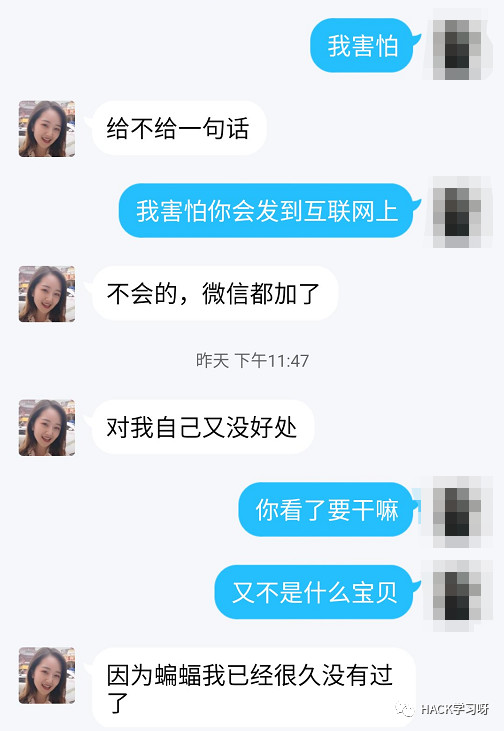 我害怕
给不给一句话
我害怕你会发到互联网上
不会的，微信都加了
昨天 下午11:47
对我自己又没好处
你看了要干嘛
又不是什么宝贝
因为蝙蝠我已经很久没有过
了
HACK学习呀